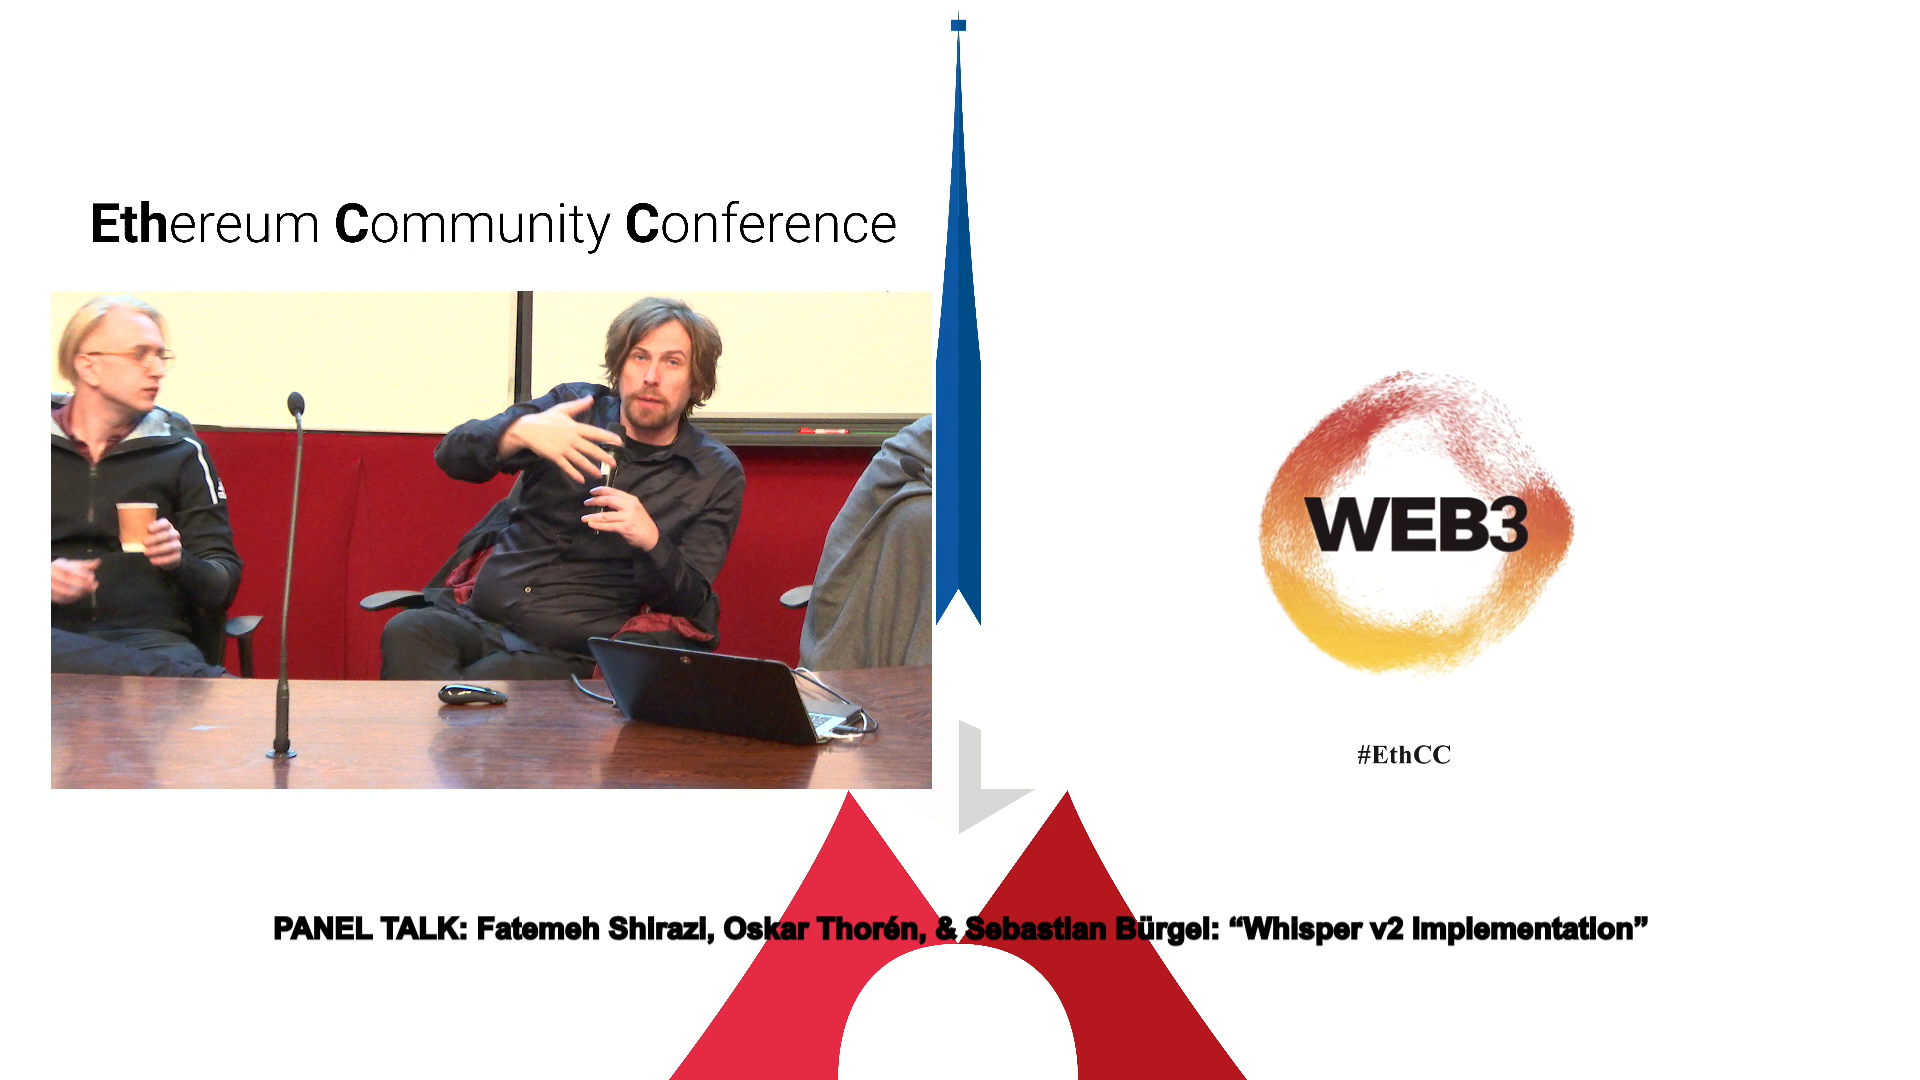 Ethereum Community Conference
WEB3
#EthCC
PANEL TALK: Fatemeh Shirazi, Oskar Thorén, & Sebastian Bürgel: “Whisper v2 Implementation”